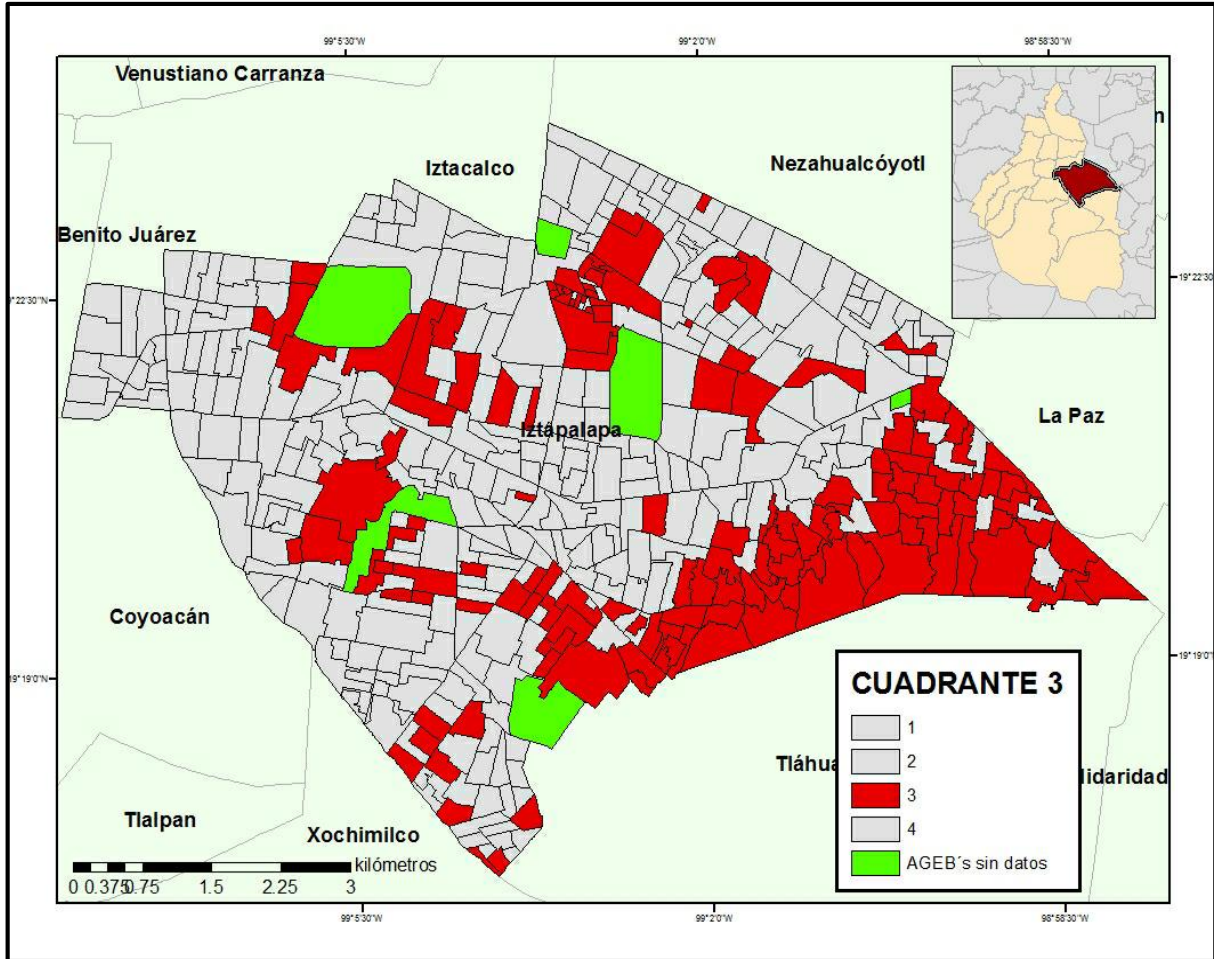 99°5'30"W 99°2'0"W 98°58'30"W
Venustiano Carranza
n
Iztacalco
Nezahualcóyotl
Benito Juárez
9°22'30"N
19°22'30
Iztápalapa
La Paz
Coyoacán
9°19'0"N
19°19'0"
CUADRANTE 3
1
2
3
4
AGEB´s sin datos
Tláhua
lidaridad
Tlalpan
Xochimilco
kilómetros
0 0.375 0.75 1.5 2.25 3
99°5'30"W 99°2'0"W 98°58'30"W